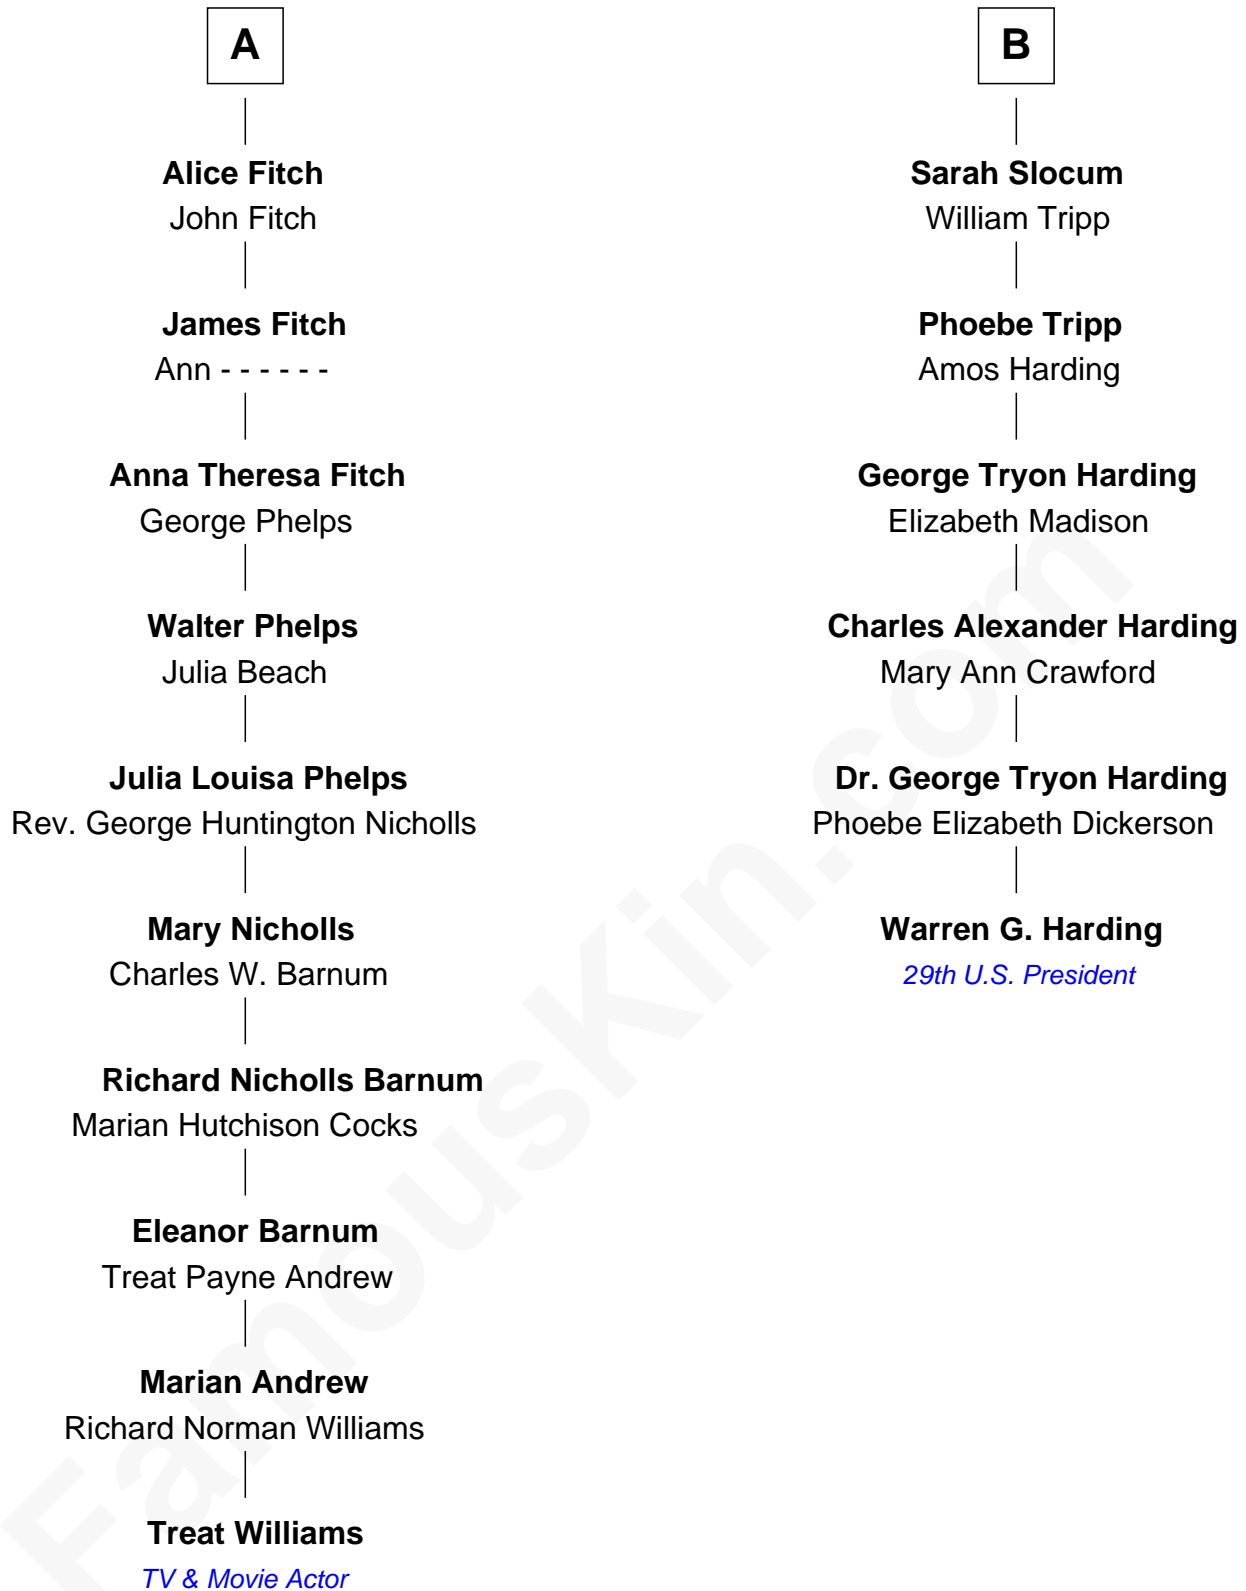 A
Alice Fitch
John Fitch
James Fitch
Ann - - - - - -
Anna Theresa Fitch
George Phelps
Walter Phelps
Julia Beach
Julia Louisa Phelps
Rev. George Huntington Nicholls
Mary Nicholls
Charles W. Barnum
Richard Nicholls Barnum
Marian Hutchison Cocks
Eleanor Barnum
Treat Payne Andrew
Marian Andrew
Richard Norman Williams
Treat Williams
TV & Movie Actor
B
Sarah Slocum
William Tripp
Phoebe Tripp
Amos Harding
George Tryon Harding
Elizabeth Madison
Charles Alexander Harding
Mary Ann Crawford
Dr. George Tryon Harding
Phoebe Elizabeth Dickerson
Warren G. Harding
29th U.S. President
FamousKin.com